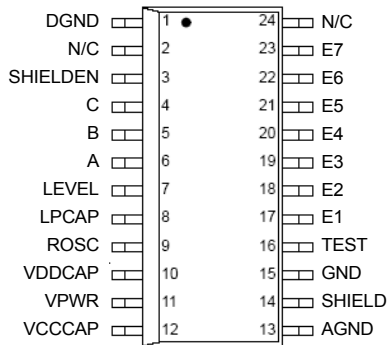 DGND 1 24 N/C
N/C 2 23 E7
SHIELDEN 3 22 E6
C 4 21 E5
B 5 20 E4
A 6 19 E3
LEVEL 7 18 E2
LPCAP 8 17 E1
ROSC 9 16 TEST
VDDCAP 10 15 GND
VPWR 11 14 SHIELD
VCCCAP 12 13 AGND